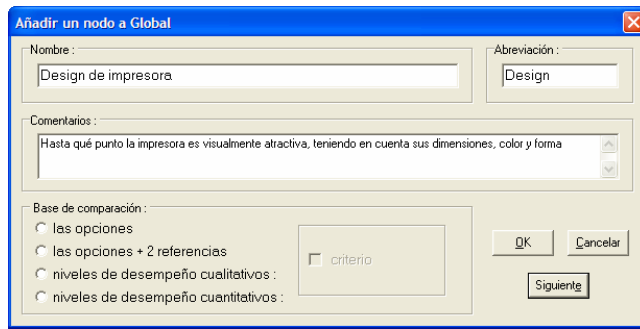 Añadir un nodo a Global
Nombre :
Design de impresora
Abreviación :
Design
Comentarios :
Hasta qué punto la impresora es visualmente atractiva, teniendo en cuenta sus dimensiones, color y forma
Base de comparación :
las opciones
las opciones + 2 referencias
niveles de desempeño cualitativos :
niveles de desempeño cuantitativos :
criterio
OK
Cancelar
Siguiente